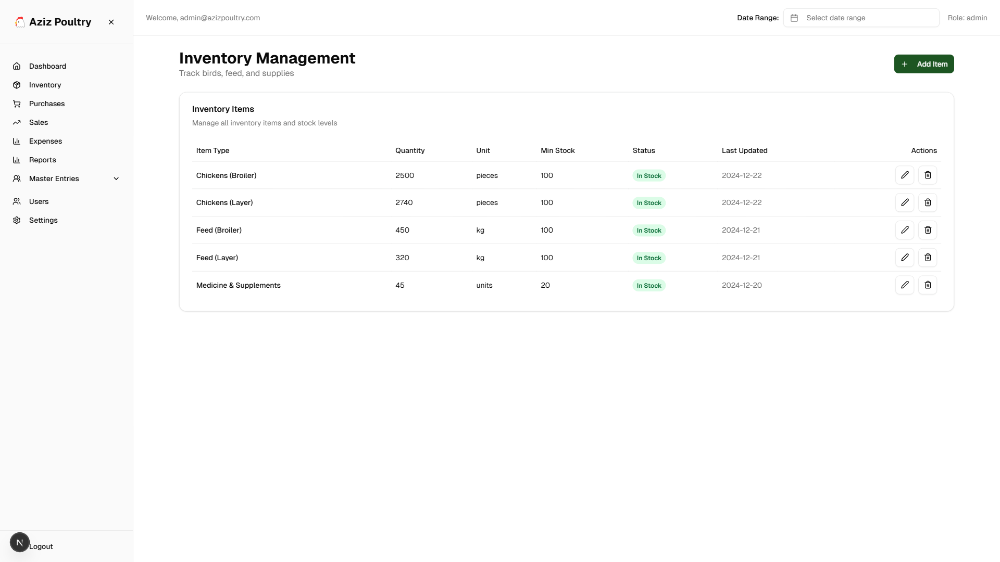 Aziz Poultry
Dashboard
Inventory
Purchases
Sales
Expenses
Reports
Master Entries
Users
Settings
N
Logout
Welcome, admin@azizpoultry.com
Date Range:
Select date range
Role: admin
Inventory Management
Track birds, feed, and supplies
Add Item
Inventory Items
Manage all inventory items and stock levels
Item Type Quantity Unit Min Stock Status Last Updated Actions
Chickens (Broiler) 2500 pieces 100 In Stock 2024-12-22
Chickens (Layer) 2740 pieces 100 In Stock 2024-12-22
Feed (Broiler) 450 kg 100 In Stock 2024-12-21
Feed (Layer) 320 kg 100 In Stock 2024-12-21
Medicine & Supplements 45 units 20 In Stock 2024-12-20